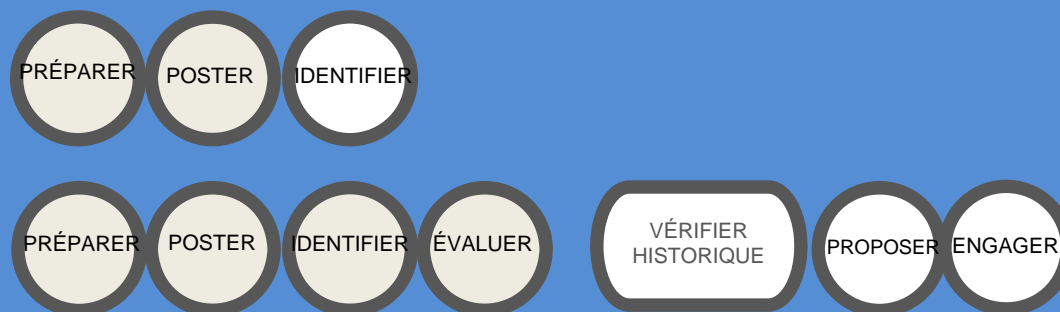 PRÉPARER
POSTER
IDENTIFIER
PRÉPARER
POSTER
IDENTIFIER
ÉVALUER
VÉRIFIER
HISTORIQUE
PROPOSER
ENGAGER